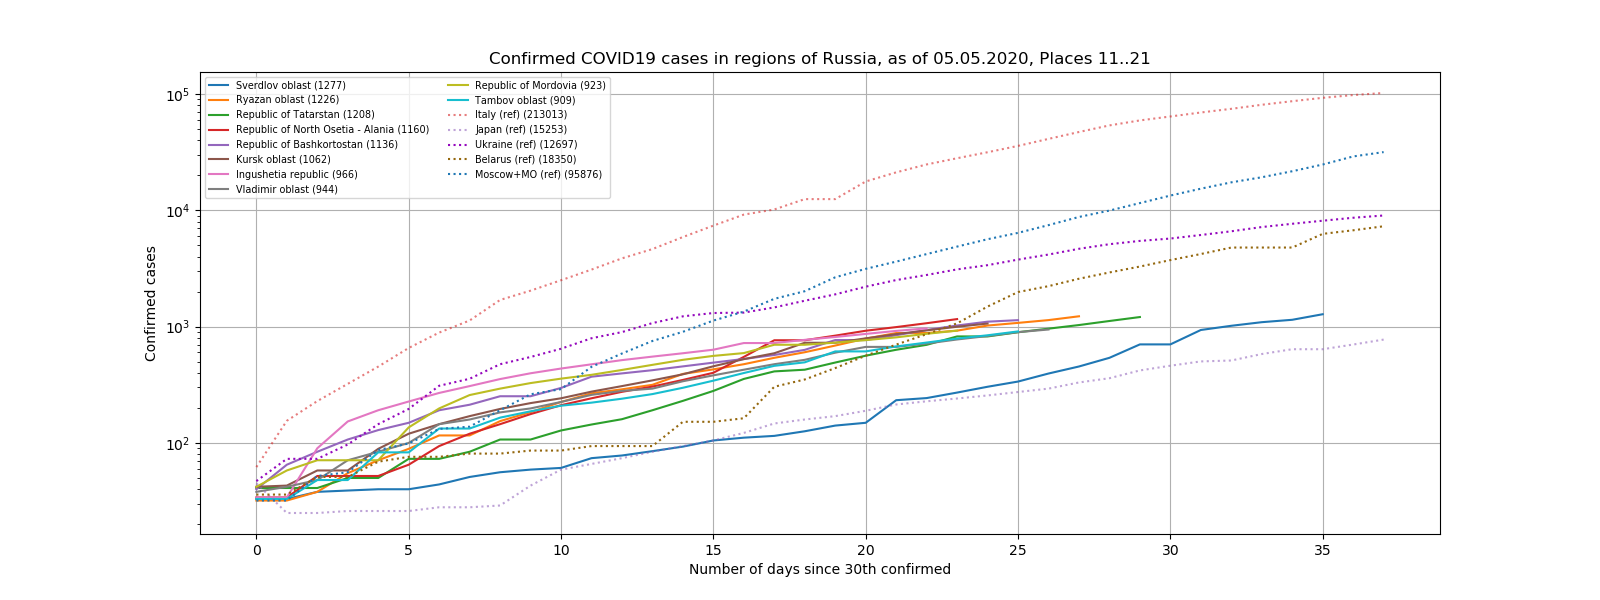 Confirmed COVID19 cases in regions of Russia, as of 05.05.2020, Places 11..21
Sverdlov oblast (1277)
Ryazan oblast (1226)
Republic of Tatarstan (1208)
Republic of North Osetia - Alania (1160)
Republic of Bashkortostan (1136)
Kursk oblast (1062)
Ingushetia republic (966)
Vladimir oblast (944)
Republic of Mordovia (923)
Tambov oblast (909)
Italy (ref) (213013)
Japan (ref) (15253)
Ukraine (ref) (12697)
Belarus (ref) (18350)
Moscow+MO (ref) (95876)
Confirmed cases
10⁵
10⁴
10³
10²
0 5 10 15 20 25 30 35
Number of days since 30th confirmed